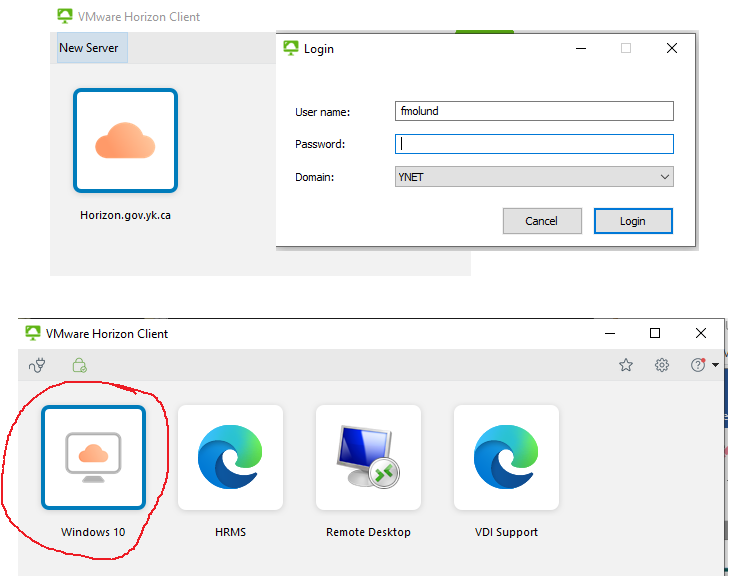 VMware Horizon Client
New Server
Login
User name:
fmolund
Password:
Domain:
YNET
Cancel
Login
Horizon.gov.yk.ca
VMware Horizon Client
Windows 10
HRMS
Remote Desktop
VDI Support